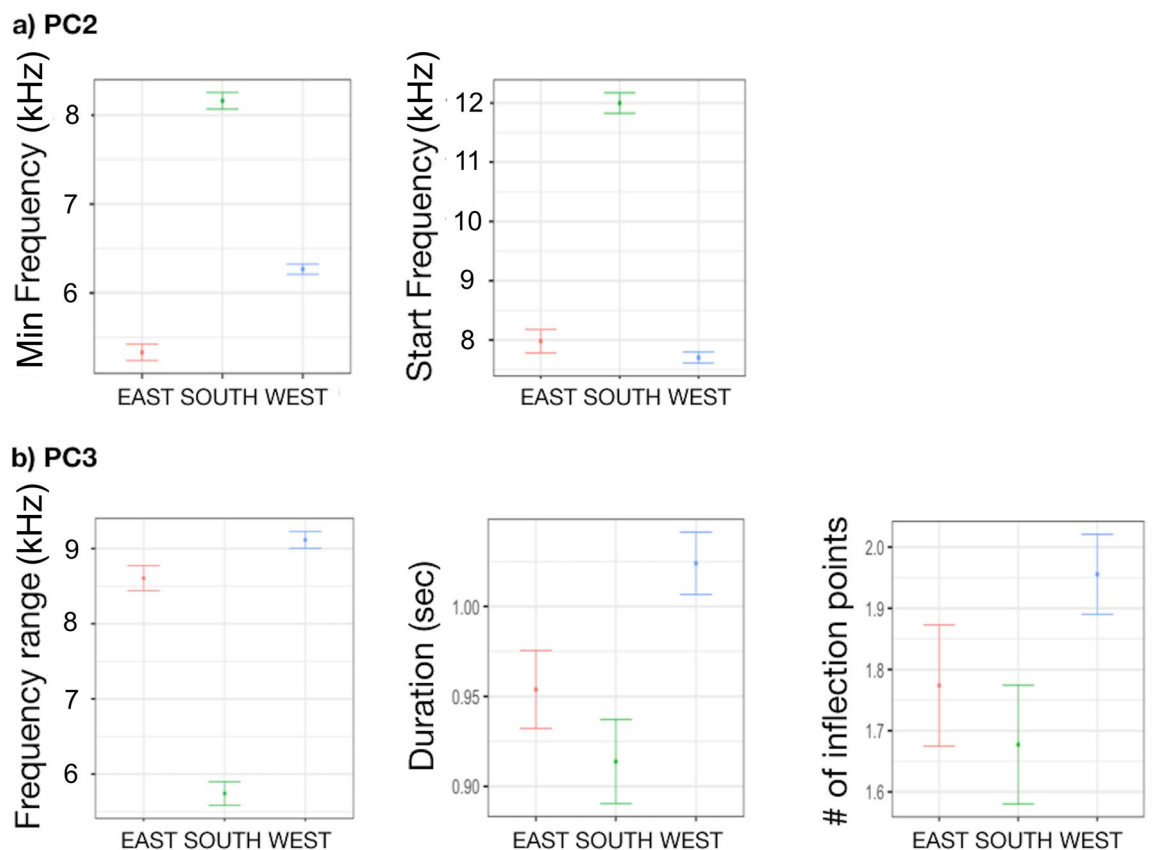 a) PC2
Min Frequency (kHz)
8
7
6
EAST SOUTH WEST
Start Frequency (kHz)
12
11
10
9
8
EAST SOUTH WEST
b) PC3
Frequency range (kHz)
9
8
7
6
EAST SOUTH WEST
Duration (sec)
1.00
0.95
0.90
EAST SOUTH WEST
# of inflection points
2.0
1.9
1.8
1.7
1.6
EAST SOUTH WEST